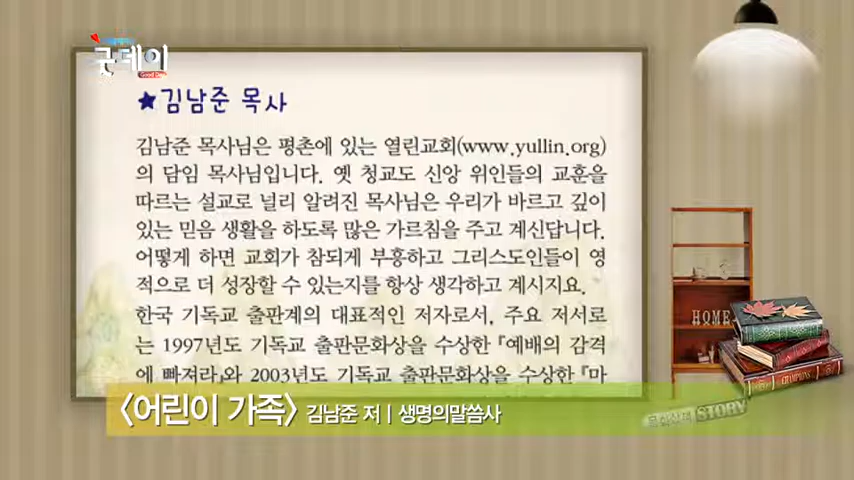 굿데이
Good Day
★김남준 목사
김남준 목사님은 평촌에 있는 열린교회(www.yullin.org)
의 담임 목사님입니다. 옛 청교도 신앙 위인들의 교훈을
따르는 설교로 널리 알려진 목사님은 우리가 바르고 깊이
있는 믿음 생활을 하도록 많은 가르침을 주고 계신답니다.
어떻게 하면 교회가 참되게 부흥하고 그리스도인들이 영
적으로 더 성장할 수 있는지를 항상 생각하고 계시지요.
한국 기독교 출판계의 대표적인 저자로서, 주요 저서로
는 1997년도 기독교 출판문화상을 수상한 『예배의 감격
에 빠져라』와 2003년도 기독교 출판문화상을 수상한 『마
HOME
CHAMPIONS
<어린이 가족> 김남준 저 | 생명의말씀사
STORY